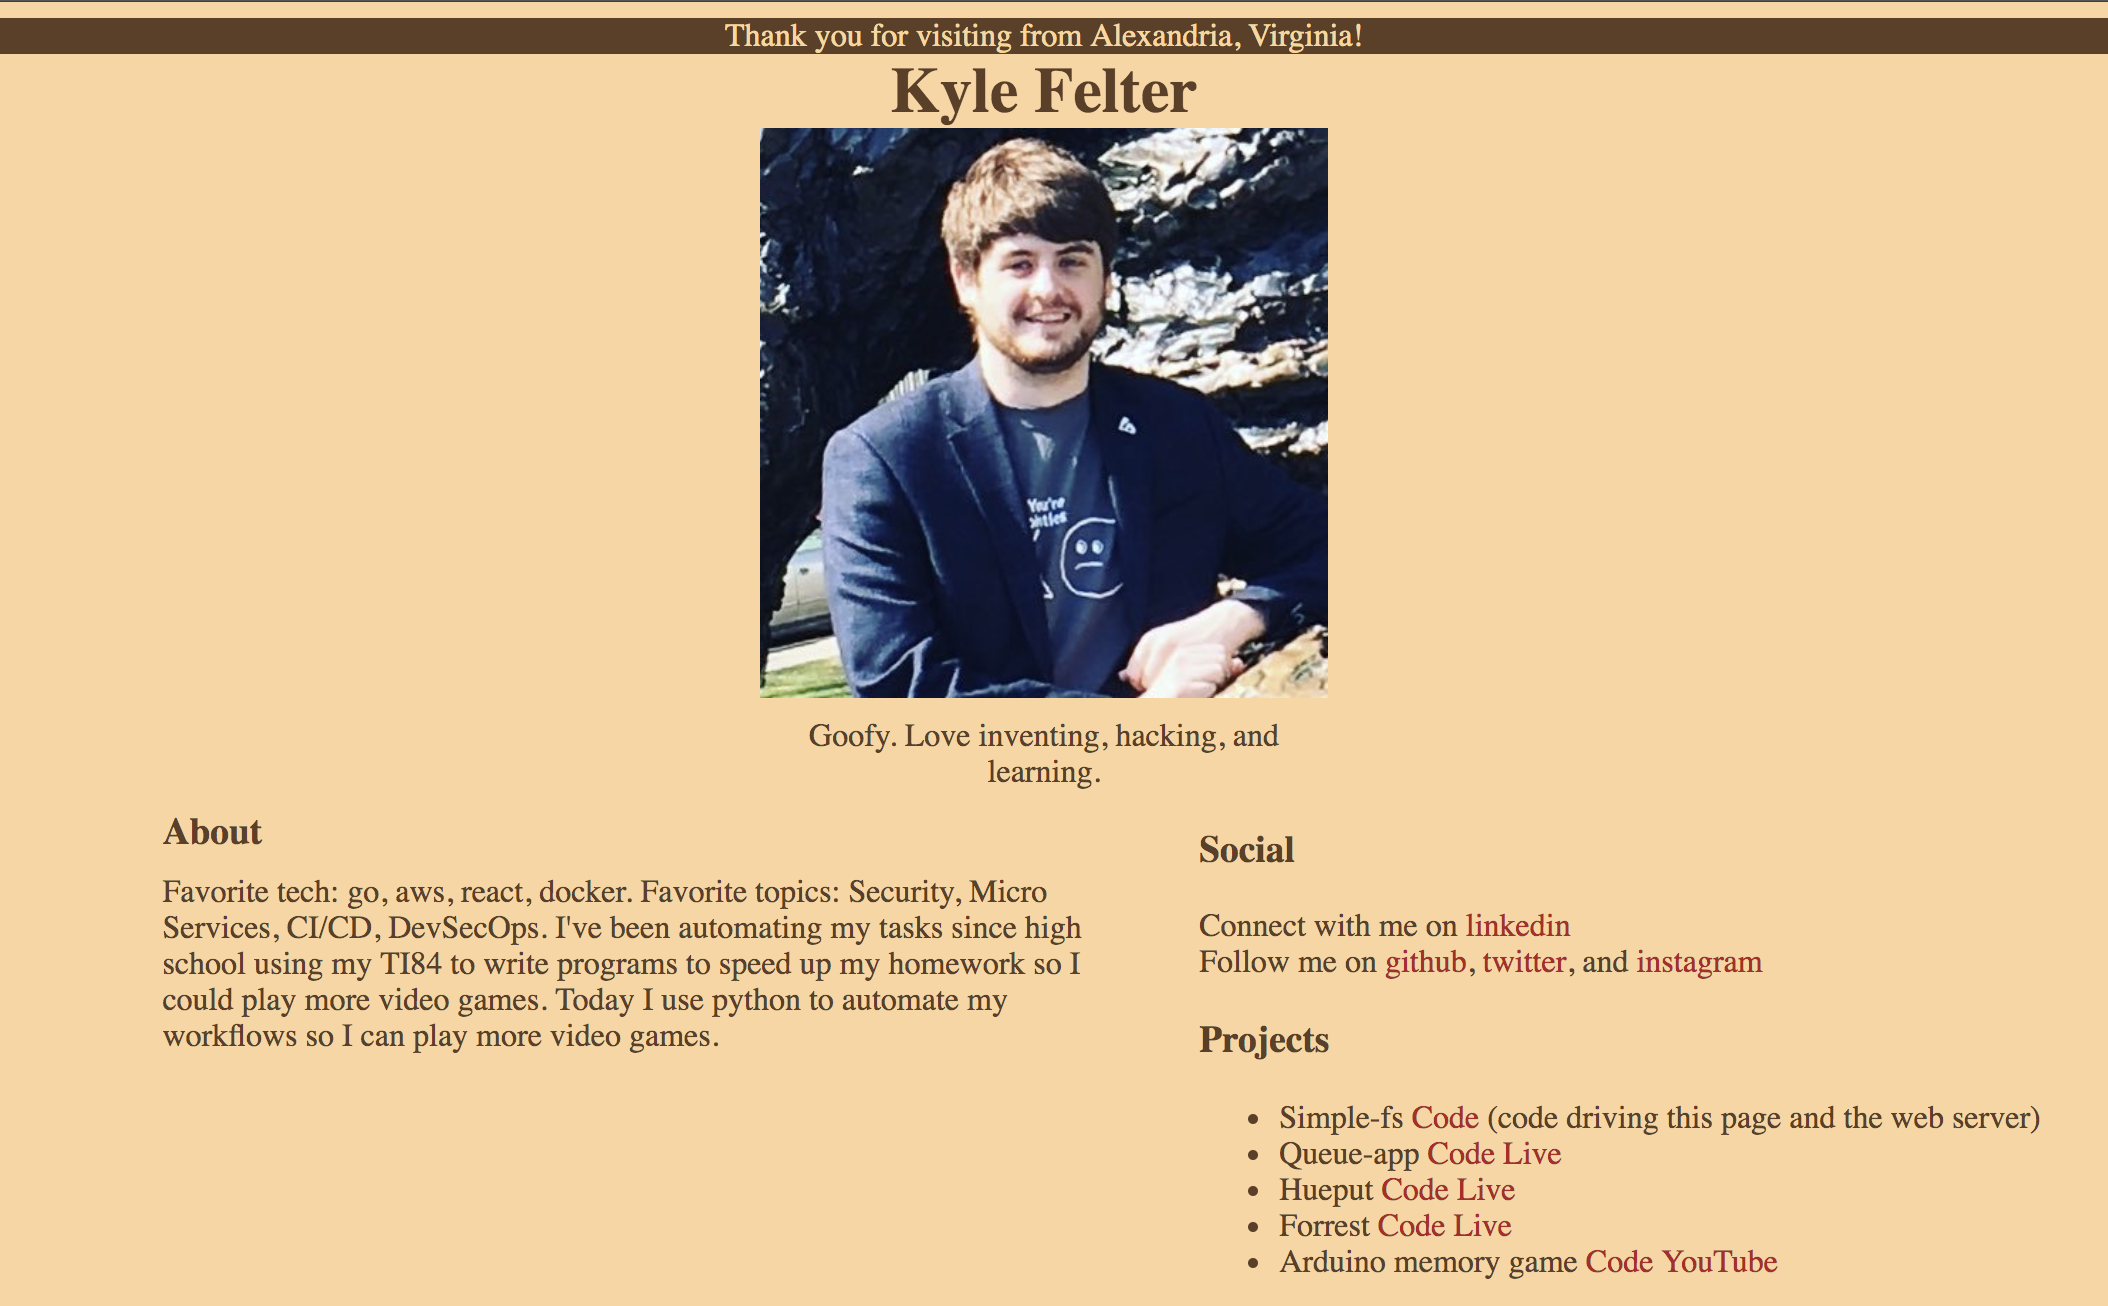 Thank you for visiting from Alexandria, Virginia!
Kyle Felter
You're
Goofy. Love inventing, hacking, and
learning.
About
Favorite tech: go, aws, react, docker. Favorite topics: Security, Micro
Services, CI/CD, DevSecOps. I've been automating my tasks since high
school using my TI84 to write programs to speed up my homework so I
could play more video games. Today I use python to automate my
workflows so I can play more video games.
Social
Connect with me on linkedin
Follow me on github, twitter, and instagram
Projects
• Simple-fs Code (code driving this page and the web server)
• Queue-app Code Live
• Hueput Code Live
• Forrest Code Live
• Arduino memory game Code YouTube